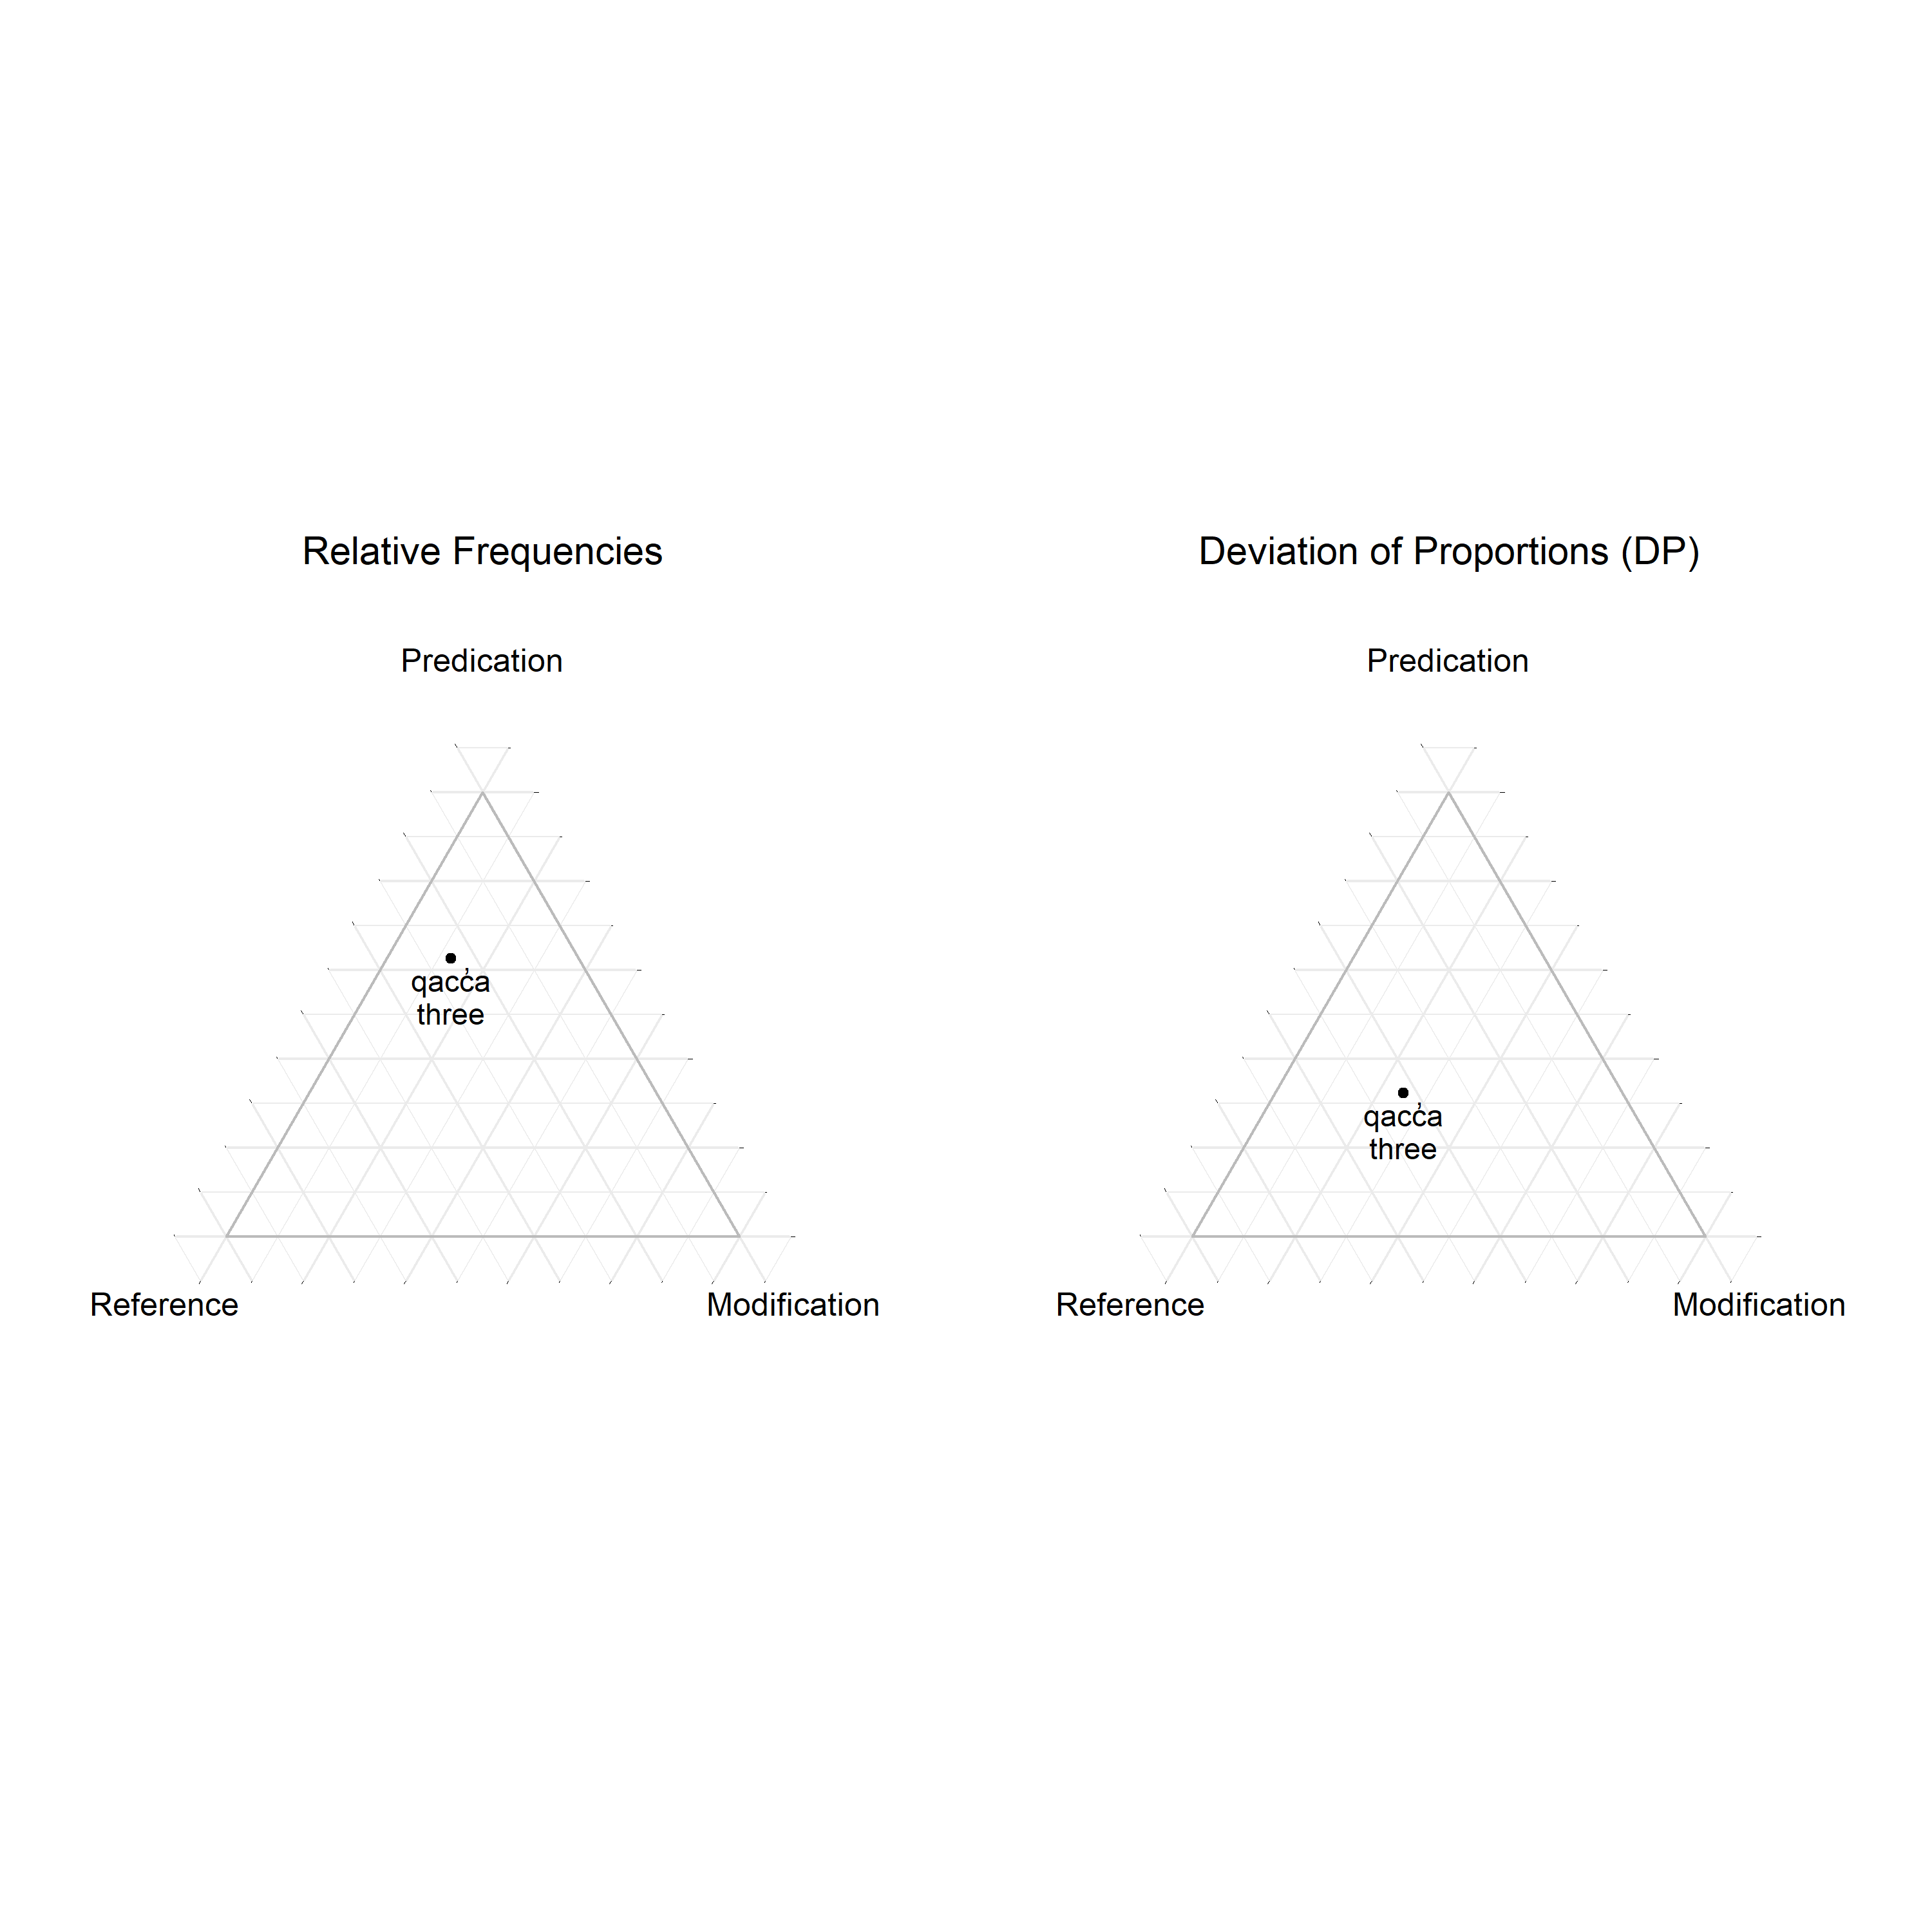 Relative Frequencies
Predication
qacc̓a
three
Reference
Modification
Deviation of Proportions (DP)
Predication
qacc̓a
three
Reference
Modification